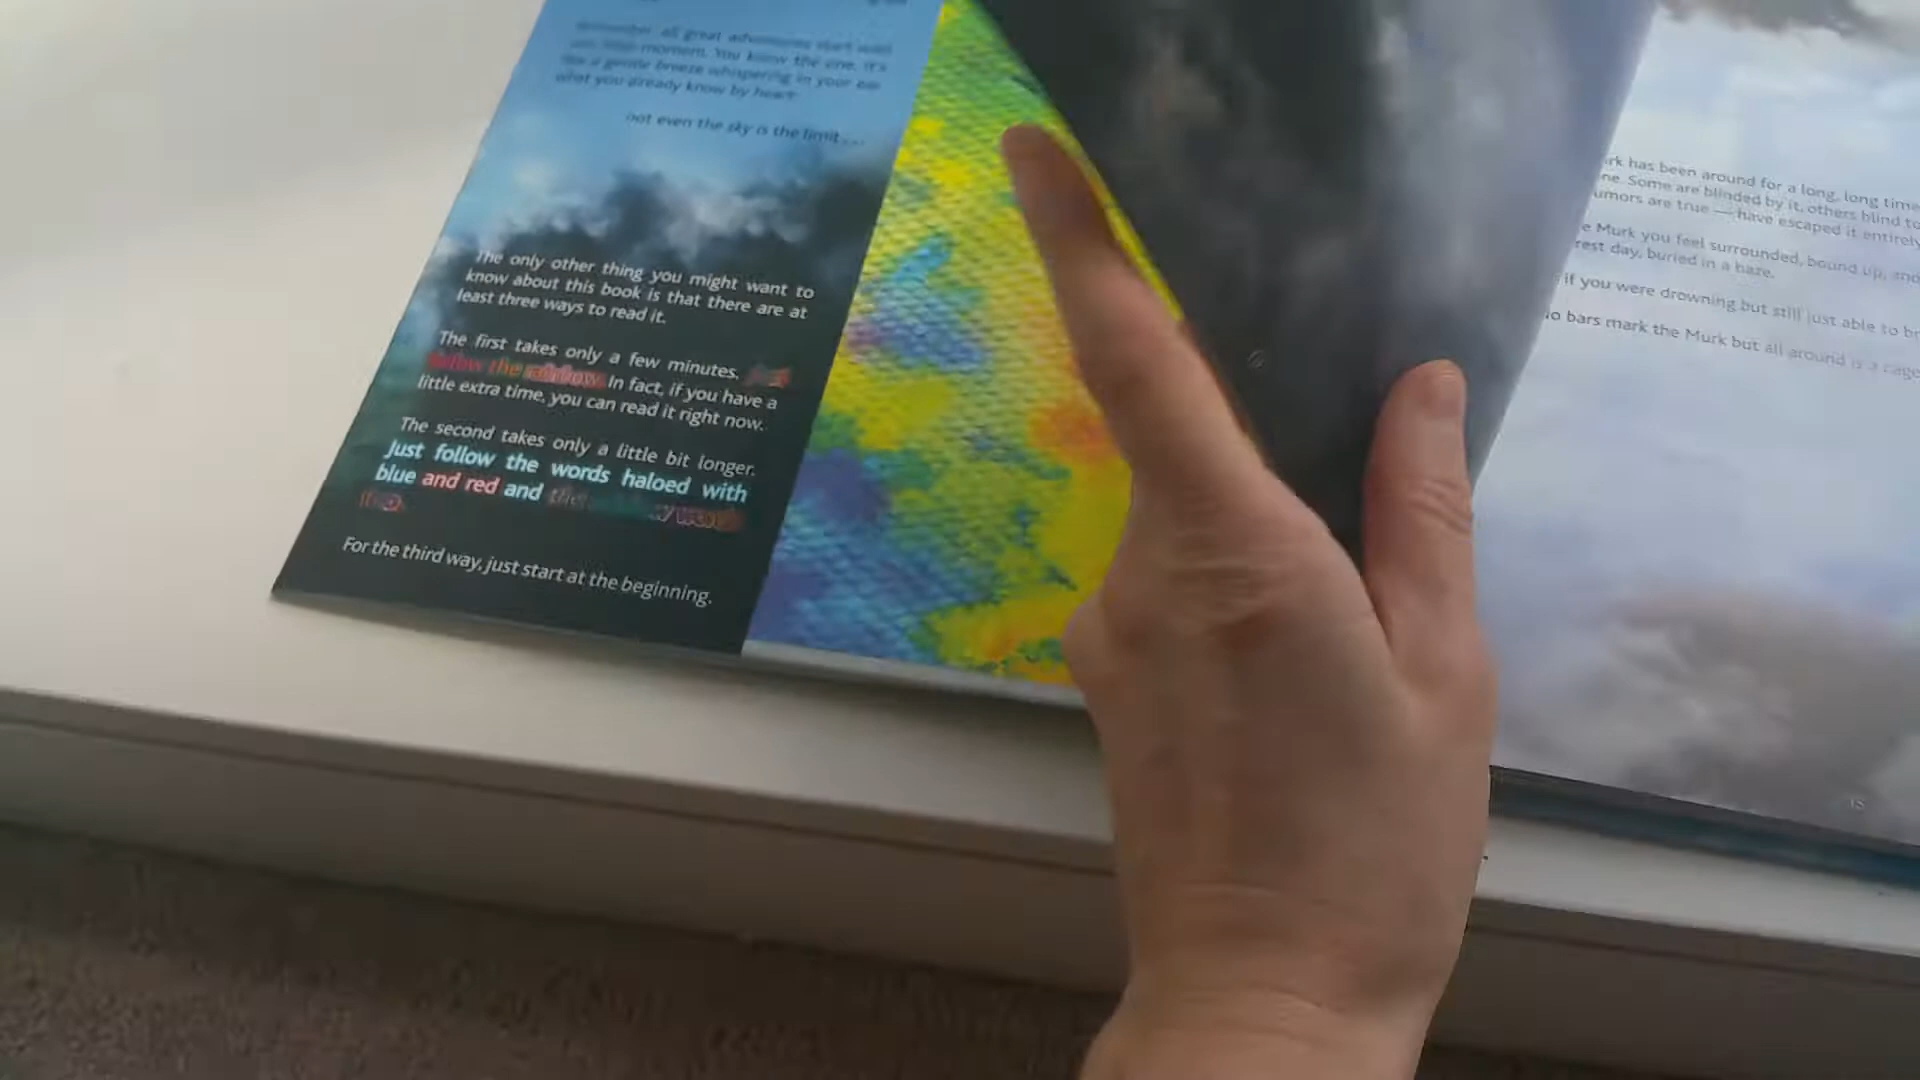 all great adventures start with
moment. You know the one. It's
like a gentle breeze whispering in your ear
what you already know by heart:
not even the sky is the limit . . .
The only other thing you might want to
know about this book is that there are at
least three ways to read it.
The first takes only a few minutes. Just
follow the rainbow. In fact, if you have a
little extra time, you can read it right now.
The second takes only a little bit longer.
Just follow the words haloed with
blue and red and the
For the third way, just start at the beginning.
has been around for a long, long time
Some are blinded by it, others blind to
are true — have escaped it entirely
Murk you feel surrounded, bound up, and
day, buried in a haze.
if you were drowning but still just able to
bars mark the Murk but all around is a cage
15